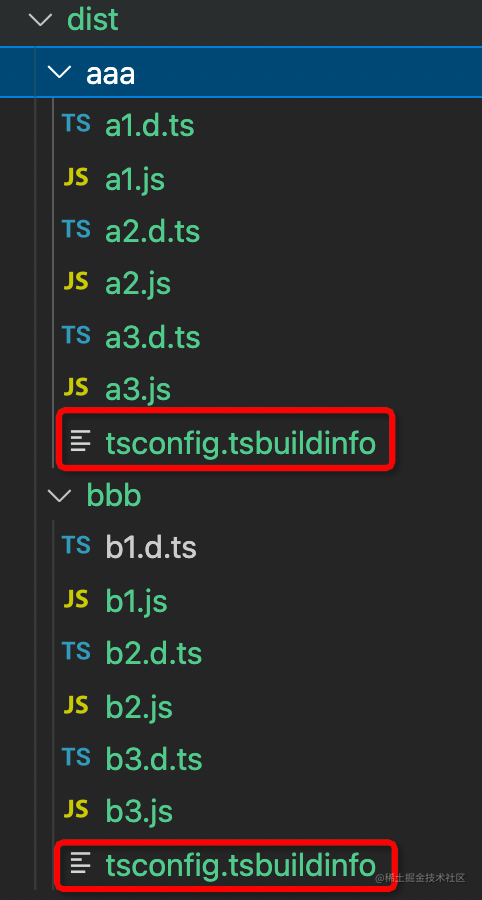 dist
aaa
TS a1.d.ts
JS a1.js
TS a2.d.ts
JS a2.js
TS a3.d.ts
JS a3.js
tsconfig.tsbuildinfo
bbb
TS b1.d.ts
JS b1.js
TS b2.d.ts
JS b2.js
TS b3.d.ts
JS b3.js
tsconfig.tsbuildinfo
@稀土掘金技术社区